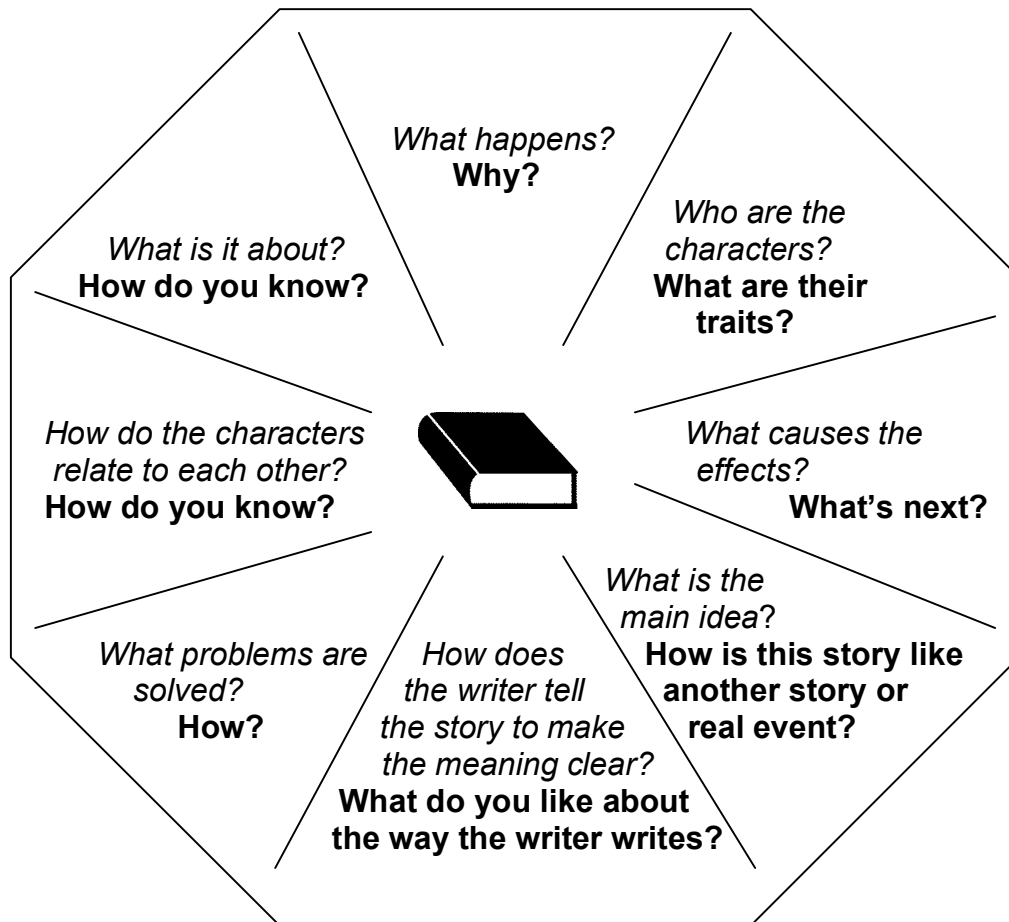 What happens?
Why?
Who are the
characters?
What are their
traits?
What causes the
effects?
What's next?
What is the
main idea?
How is this story like
another story or
real event?
How does
the writer tell
the story to make
the meaning clear?
What do you like about
the way the writer writes?
What problems are
solved?
How?
How do the characters
relate to each other?
How do you know?
What is it about?
How do you know?